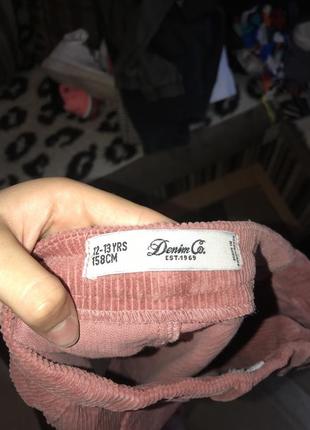 12-13 YRS
158CM
Denim Co.
EST.1969